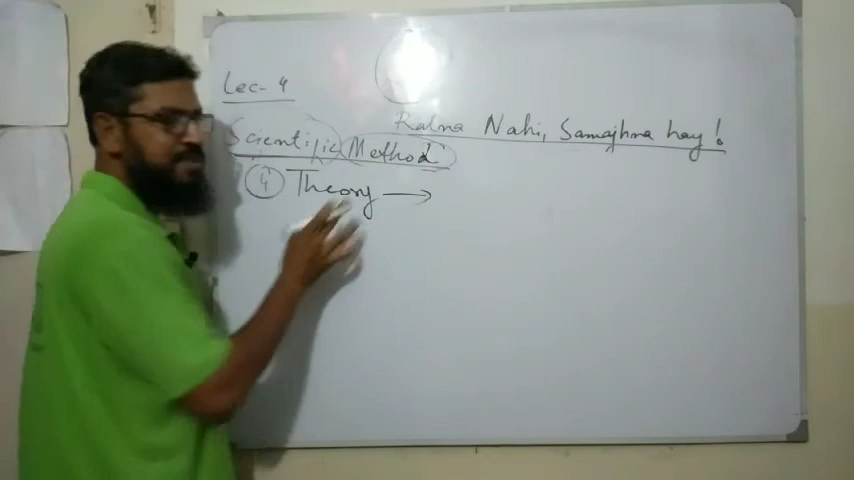 Lec-4
Ratna Nahi, Samajhna hay!
Scientific Method
4 Theory →